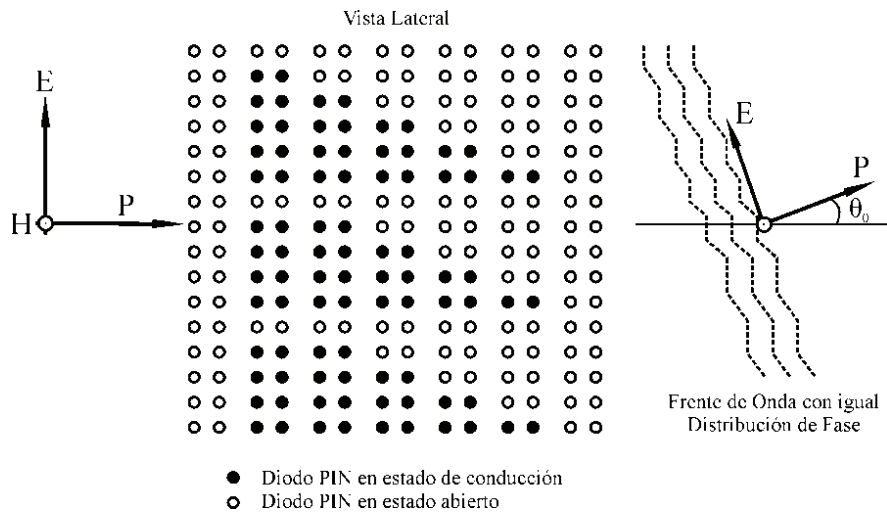 Vista Lateral
E
H
P
E
P
θ₀
Frente de Onda con igual
Distribución de Fase
Diodo PIN en estado de conducción
Diodo PIN en estado abierto